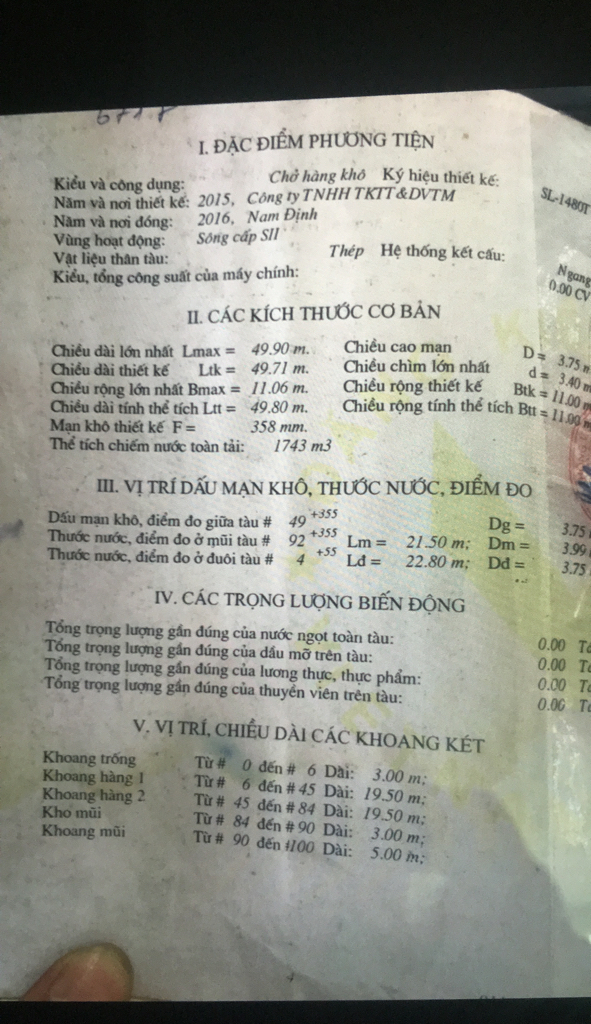 I. ĐẶC ĐIỂM PHƯƠNG TIỆN
Kiểu và công dụng: Chở hàng khô Ký hiệu thiết kế: SL-1480T
Năm và nơi thiết kế: 2015, Công ty TNHH TKTT&DVTM
Năm và nơi đóng: 2016, Nam Định
Vùng hoạt động: Sông cấp SII
Vật liệu thân tàu: Thép Hệ thống kết cấu: Ngang
Kiểu, tổng công suất của máy chính: 0.00 CV
II. CÁC KÍCH THƯỚC CƠ BẢN
Chiều dài lớn nhất Lmax = 49.90 m. Chiều cao mạn D = 3.75 m
Chiều dài thiết kế Ltk = 49.71 m. Chiều chìm lớn nhất d = 3.40 m
Chiều rộng lớn nhất Bmax = 11.06 m. Chiều rộng thiết kế Btk = 11.00 m
Chiều dài tính thể tích Ltt = 49.80 m. Chiều rộng tính thể tích Btt = 11.00 m
Mạn khô thiết kế F = 358 mm.
Thể tích chiếm nước toàn tải: 1743 m3
III. VỊ TRÍ DẤU MẠN KHÔ, THƯỚC NƯỚC, ĐIỂM ĐO
Dấu mạn khô, điểm đo giữa tàu # 49 +355 Dg = 3.75
Thước nước, điểm đo ở mũi tàu # 92 +355 Lm = 21.50 m; Dm = 3.99
Thước nước, điểm đo ở đuôi tàu # 4 +55 Ld = 22.80 m; Dd = 3.75
IV. CÁC TRỌNG LƯỢNG BIẾN ĐỘNG
Tổng trọng lượng gần đúng của nước ngọt toàn tàu: 0.00
Tổng trọng lượng gần đúng của dầu mỡ trên tàu: 0.00
Tổng trọng lượng gần đúng của lương thực, thực phẩm: 0.00
Tổng trọng lượng gần đúng của thuyền viên trên tàu: 0.00
V. VỊ TRÍ, CHIỀU DÀI CÁC KHOANG KÉT
Khoang trống Từ # 0 đến # 6 Dài: 3.00 m;
Khoang hàng 1 Từ # 6 đến # 45 Dài: 19.50 m;
Khoang hàng 2 Từ # 45 đến # 84 Dài: 19.50 m;
Kho mũi Từ # 84 đến # 90 Dài: 3.00 m;
Khoang mũi Từ # 90 đến #100 Dài: 5.00 m;